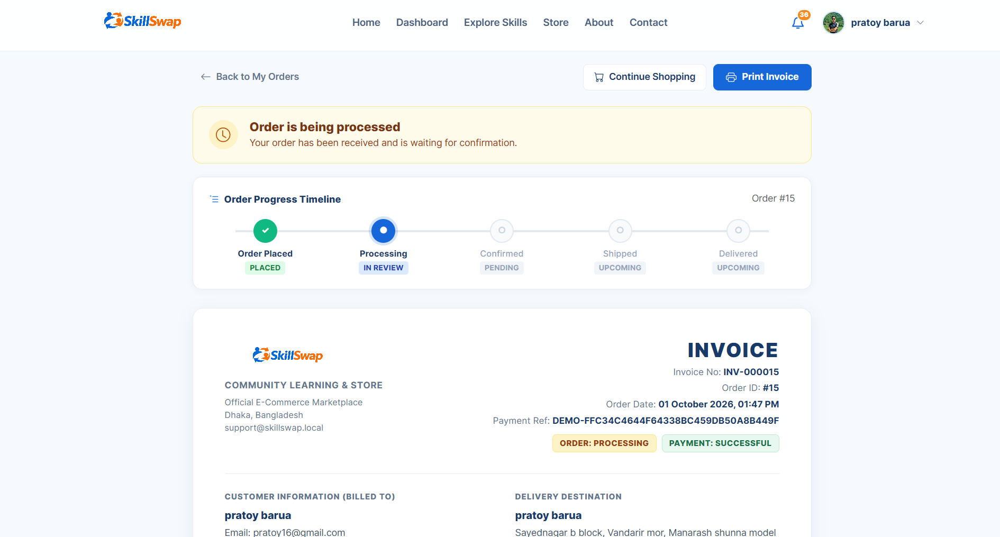 SkillSwap
Home Dashboard Explore Skills Store About Contact
36
pratoy barua
Back to My Orders
Continue Shopping
Print Invoice
Order is being processed
Your order has been received and is waiting for confirmation.
Order Progress Timeline
Order #15
Order Placed
PLACED
Processing
IN REVIEW
Confirmed
PENDING
Shipped
UPCOMING
Delivered
UPCOMING
SkillSwap
COMMUNITY LEARNING & STORE
Official E-Commerce Marketplace
Dhaka, Bangladesh
support@skillswap.local
INVOICE
Invoice No: INV-000015
Order ID: #15
Order Date: 01 October 2026, 01:47 PM
Payment Ref: DEMO-FFC34C4644F64338BC459DB50A8B449F
ORDER: PROCESSING
PAYMENT: SUCCESSFUL
CUSTOMER INFORMATION (BILLED TO)
pratoy barua
Email: pratoy16@gmail.com
DELIVERY DESTINATION
pratoy barua
Sayednagar b block, Vandarir mor, Manarash shunna model